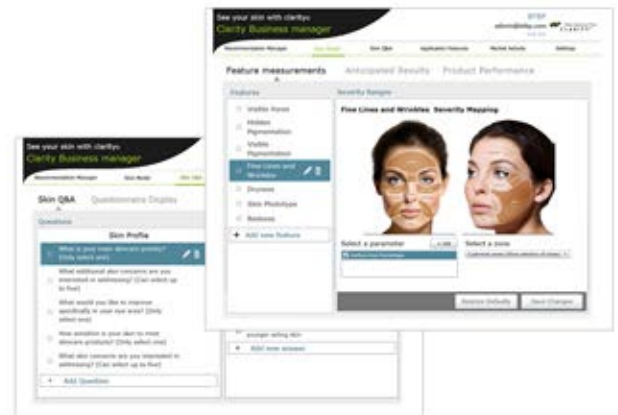 See your skin with clarity
Clarity Business manager
BTBP
Recommendation Manager
Skin Model
Skin Q&A
Application Features
Market Activity
Settings
Feature measurements
Anticipated Results
Product Performance
Features
Visible Pores
Hidden
Pigmentation
Visible
Pigmentation
Fine Lines and
Wrinkles
Dryness
Skin Phototype
Redness
+ Add new feature
Severity Ranges
Fine Lines and Wrinkles Severity Mapping
Select a parameter
Select a zone
Restore Defaults
Save Changes
See your skin with clarity
Clarity Business manager
Recommendation Manager
Skin Model
Skin Q&A
Skin Q&A
Questionnaire Display
Questions
Skin Profile
What is your main skincare priority?
(Only select one)
What additional skin concerns are you
interested in addressing? (Can select up
to five)
What would you like to improve
specifically in your eye area? (Only
select one)
How sensitive is your skin to most
skincare products? (Only select one)
What skin concerns are you interested in
addressing? (Can select up to five)
+ Add Question
younger acting skin
+ Add new answer